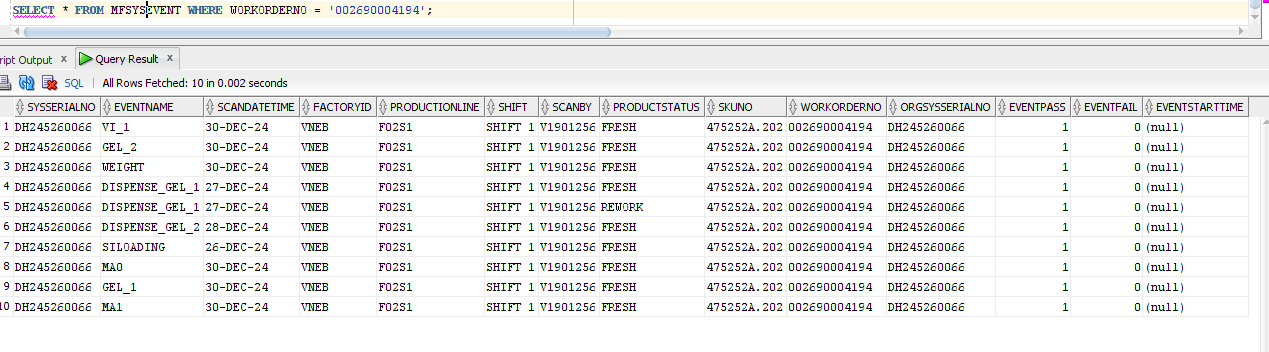 SELECT * FROM MFSYSEVENT WHERE WORKORDERNO = '002690004194';
ript Output x Query Result x
SQL | All Rows Fetched: 10 in 0.002 seconds
SYSSERIALNO EVENTNAME SCANDATETIME FACTORYID PRODUCTIONLINE SHIFT SCANBY PRODUCTSTATUS SKUNO WORKORDERNO ORGSYSSERIALNO EVENTPASS EVENTFAIL EVENTSTARTTIME
1 DH245260066 VI_1 30-DEC-24 VNEB F02S1 SHIFT 1 V1901256 FRESH 475252A.202 002690004194 DH245260066 1 0 (null)
2 DH245260066 GEL_2 30-DEC-24 VNEB F02S1 SHIFT 1 V1901256 FRESH 475252A.202 002690004194 DH245260066 1 0 (null)
3 DH245260066 WEIGHT 30-DEC-24 VNEB F02S1 SHIFT 1 V1901256 FRESH 475252A.202 002690004194 DH245260066 1 0 (null)
4 DH245260066 DISPENSE_GEL_1 27-DEC-24 VNEB F02S1 SHIFT 1 V1901256 FRESH 475252A.202 002690004194 DH245260066 1 0 (null)
5 DH245260066 DISPENSE_GEL_1 27-DEC-24 VNEB F02S1 SHIFT 1 V1901256 REWORK 475252A.202 002690004194 DH245260066 1 0 (null)
6 DH245260066 DISPENSE_GEL_2 28-DEC-24 VNEB F02S1 SHIFT 1 V1901256 FRESH 475252A.202 002690004194 DH245260066 1 0 (null)
7 DH245260066 SILOADING 26-DEC-24 VNEB F02S1 SHIFT 1 V1901256 FRESH 475252A.202 002690004194 DH245260066 1 0 (null)
8 DH245260066 MA0 30-DEC-24 VNEB F02S1 SHIFT 1 V1901256 FRESH 475252A.202 002690004194 DH245260066 1 0 (null)
9 DH245260066 GEL_1 30-DEC-24 VNEB F02S1 SHIFT 1 V1901256 FRESH 475252A.202 002690004194 DH245260066 1 0 (null)
10 DH245260066 MA1 30-DEC-24 VNEB F02S1 SHIFT 1 V1901256 FRESH 475252A.202 002690004194 DH245260066 1 0 (null)